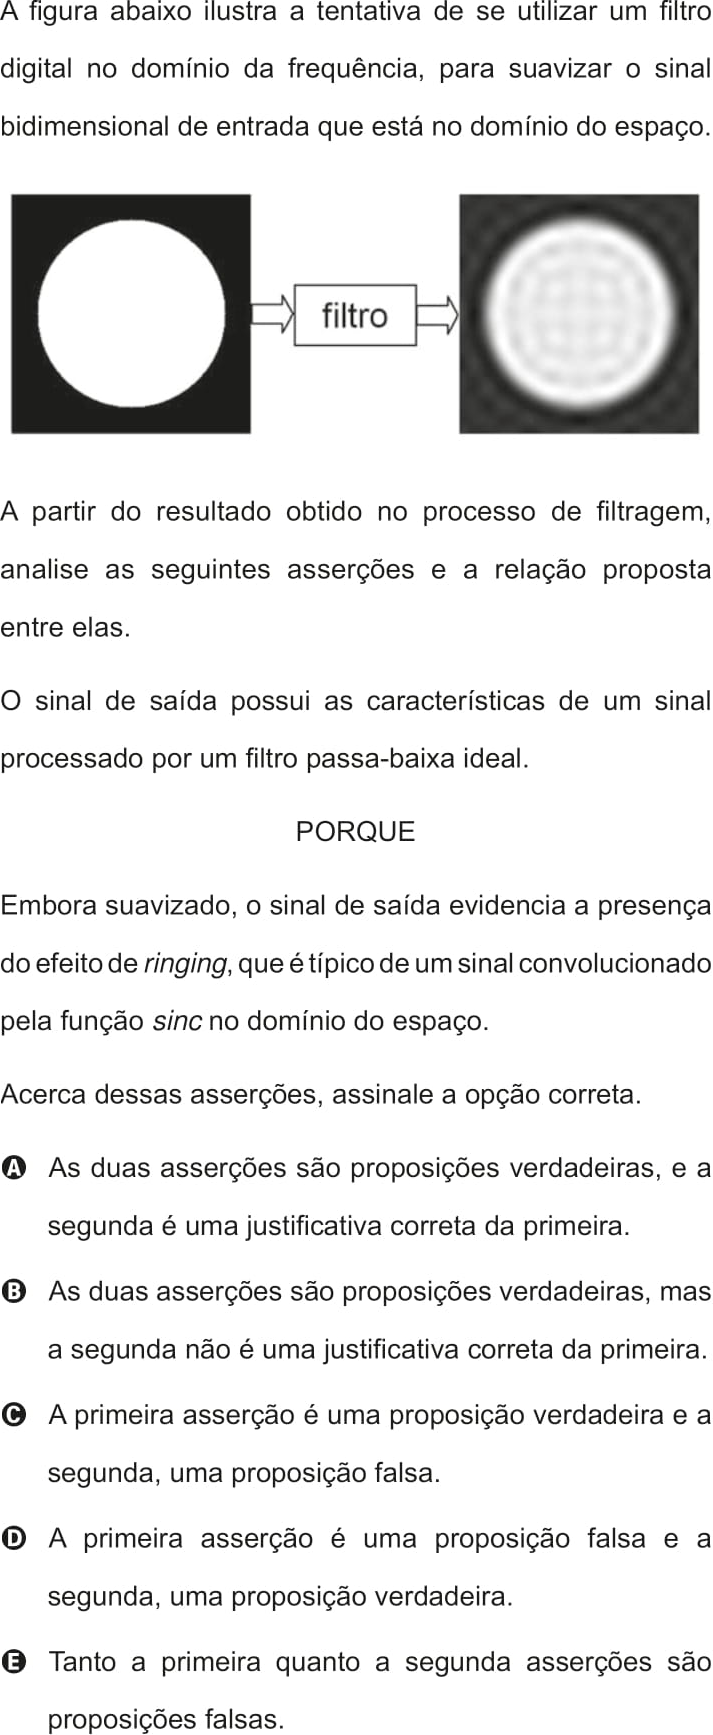 A figura abaixo ilustra a tentativa de se utilizar um filtro
digital no domínio da frequência, para suavizar o sinal
bidimensional de entrada que está no domínio do espaço.
filtro
A partir do resultado obtido no processo de filtragem,
analise as seguintes asserções e a relação proposta
entre elas.
O sinal de saída possui as características de um sinal
processado por um filtro passa-baixa ideal.
PORQUE
Embora suavizado, o sinal de saída evidencia a presença
do efeito de ringing, que é típico de um sinal convolucionado
pela função sinc no domínio do espaço.
Acerca dessas asserções, assinale a opção correta.
A As duas asserções são proposições verdadeiras, e a
segunda é uma justificativa correta da primeira.
B As duas asserções são proposições verdadeiras, mas
a segunda não é uma justificativa correta da primeira.
C A primeira asserção é uma proposição verdadeira e a
segunda, uma proposição falsa.
D A primeira asserção é uma proposição falsa e a
segunda, uma proposição verdadeira.
E Tanto a primeira quanto a segunda asserções são
proposições falsas.